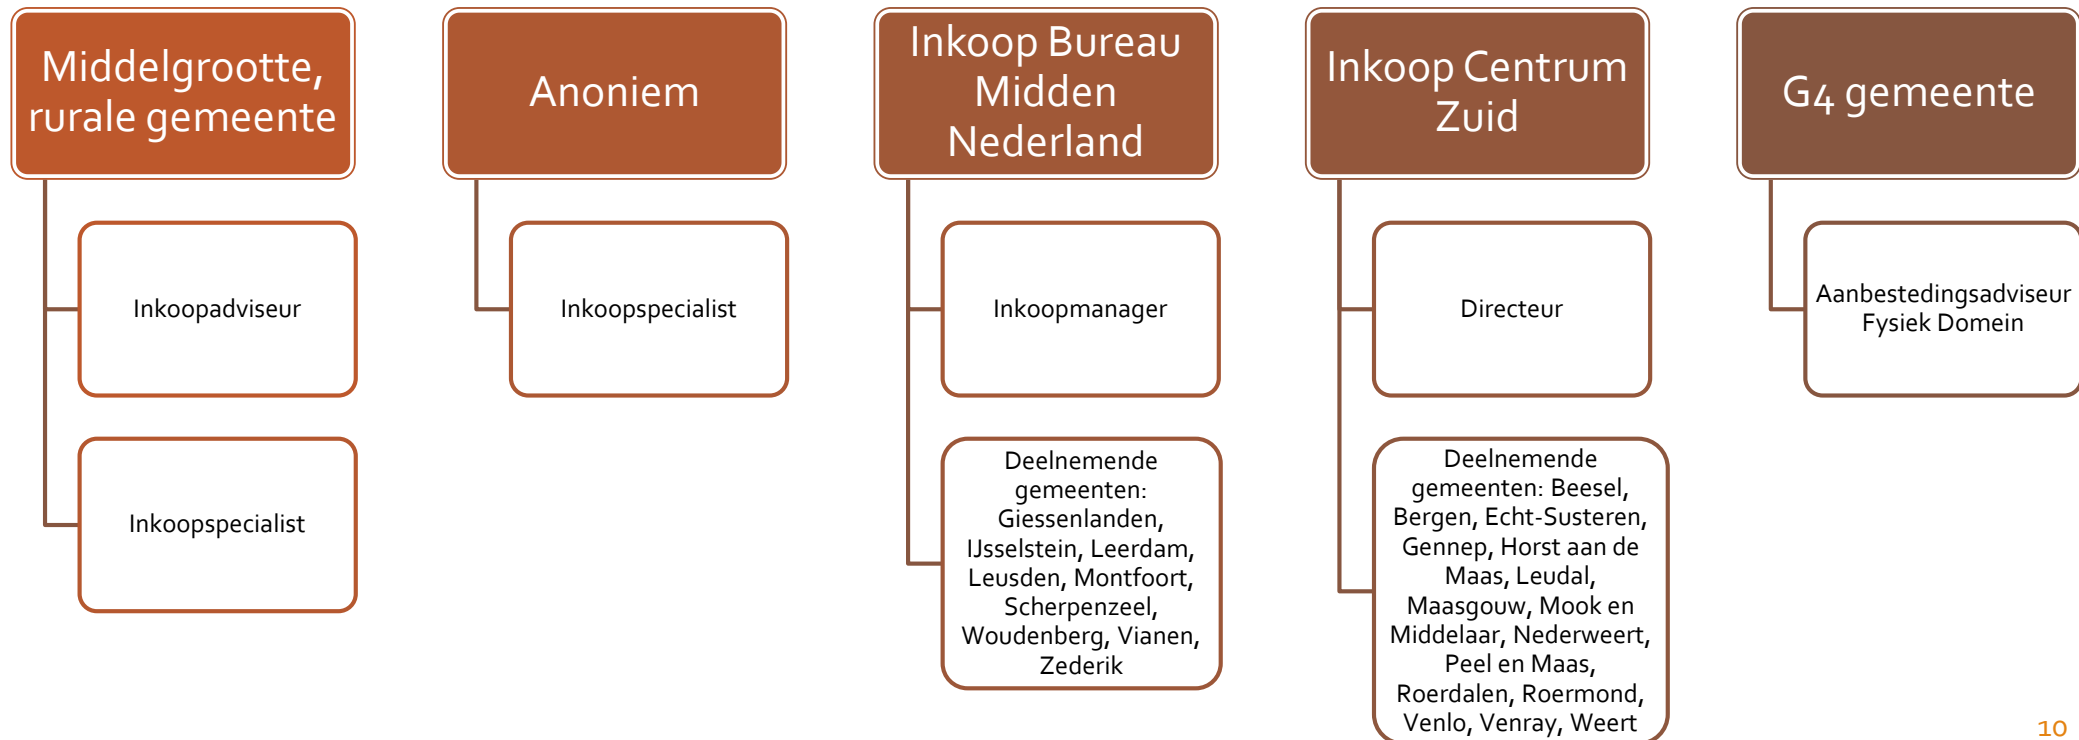 Middelgrootte,
rurale gemeente
Inkoopadviseur
Inkoopspecialist
Anoniem
Inkoopspecialist
Inkoop Bureau
Midden
Nederland
Inkoopmanager
Deelnemende
gemeenten:
Giessenlanden,
IJsselstein, Leerdam,
Leusden, Montfoort,
Scherpenzeel,
Woudenberg, Vianen,
Zederik
Inkoop Centrum
Zuid
Directeur
Deelnemende
gemeenten: Beesel,
Bergen, Echt-Susteren,
Gennep, Horst aan de
Maas, Leudal,
Maasgouw, Mook en
Middelaar, Nederweert,
Peel en Maas,
Roerdalen, Roermond,
Venlo, Venray, Weert
G4 gemeente
Aanbestedingsadviseur
Fysiek Domein
10